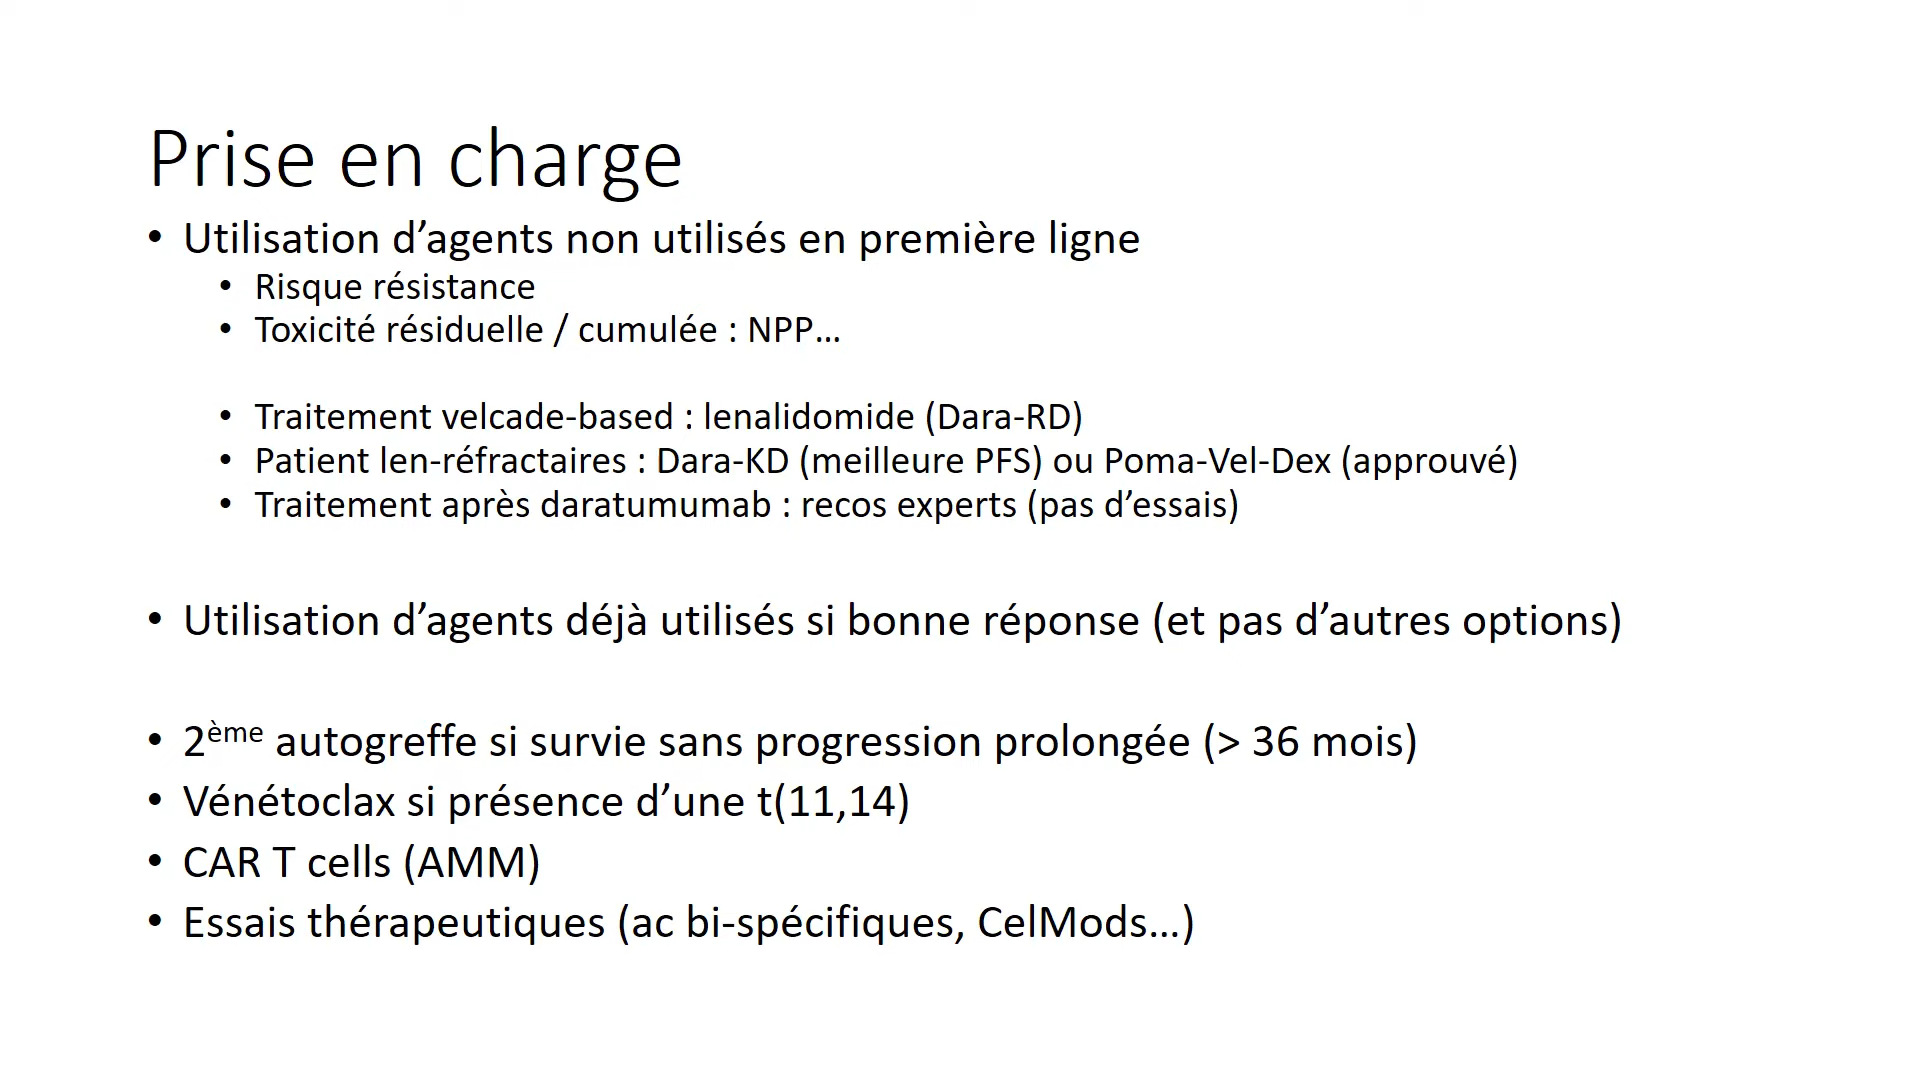 Prise en charge
• Utilisation d’agents non utilisés en première ligne
• Risque résistance
• Toxicité résiduelle / cumulée : NPP…
• Traitement velcade-based : lenalidomide (Dara-RD)
• Patient len-réfractaires : Dara-KD (meilleure PFS) ou Poma-Vel-Dex (approuvé)
• Traitement après daratumumab : recos experts (pas d’essais)
• Utilisation d’agents déjà utilisés si bonne réponse (et pas d’autres options)
• 2ème autogreffe si survie sans progression prolongée (> 36 mois)
• Vénétoclax si présence d’une t(11,14)
• CAR T cells (AMM)
• Essais thérapeutiques (ac bi-spécifiques, CelMods…)